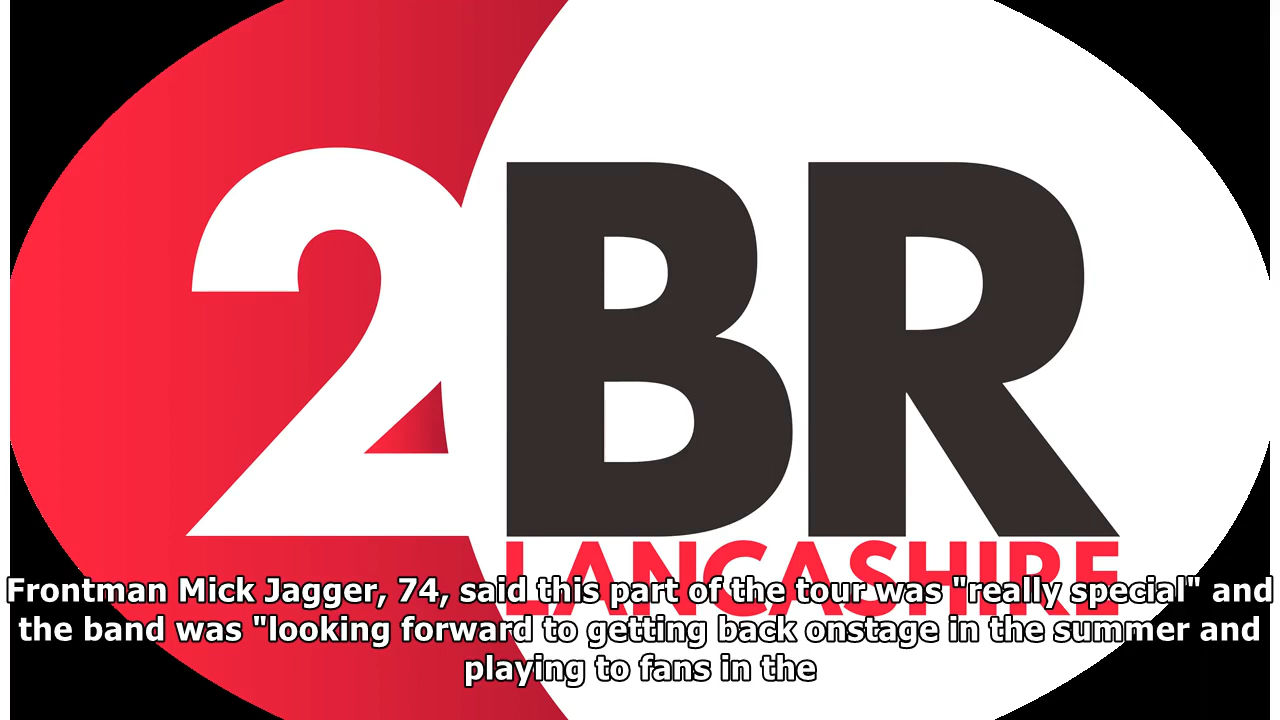 2BR
LANCASHIRE
Frontman Mick Jagger, 74, said this part of the tour was "really special" and
the band was "looking forward to getting back onstage in the summer and
playing to fans in the